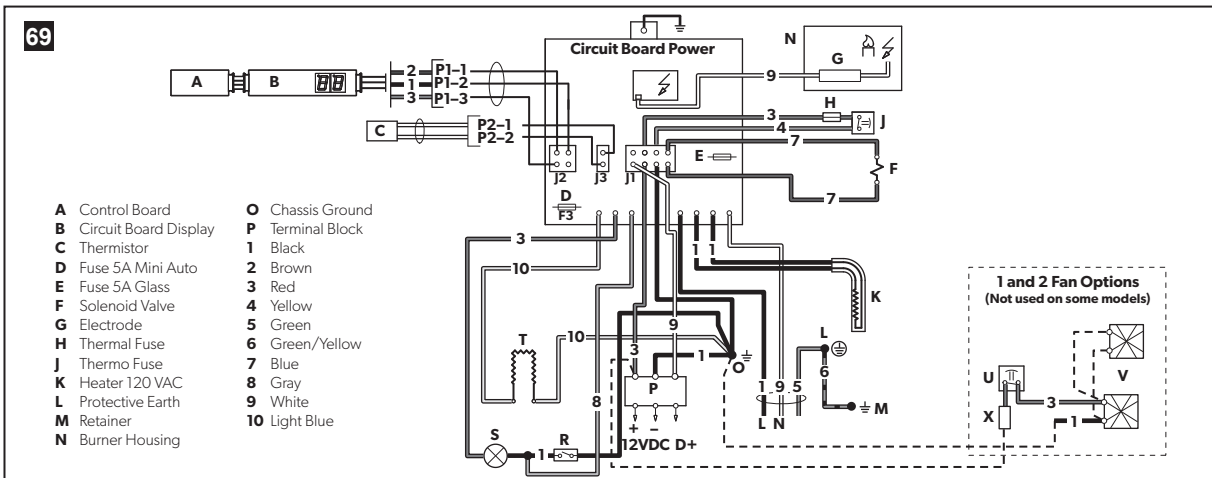 69
Circuit Board Power
N
G
A
B
88
2
1
3
P1–1
P1–2
P1–3
9
H
3
4
J
C
P2–1
P2–2
7
E
F
J2
J3
J1
7
D
F3
A Control Board
B Circuit Board Display
C Thermistor
D Fuse 5A Mini Auto
E Fuse 5A Glass
F Solenoid Valve
G Electrode
H Thermal Fuse
J Thermo Fuse
K Heater 120 VAC
L Protective Earth
M Retainer
N Burner Housing
O Chassis Ground
P Terminal Block
1 Black
2 Brown
3 Red
4 Yellow
5 Green
6 Green/Yellow
7 Blue
8 Gray
9 White
10 Light Blue
3
1
1
10
K
1 and 2 Fan Options
(Not used on some models)
T
10
9
L
3
1
O
6
V
U
P
8
1
9
5
M
3
X
+ –
L N
1
S
1
R
12VDC D+